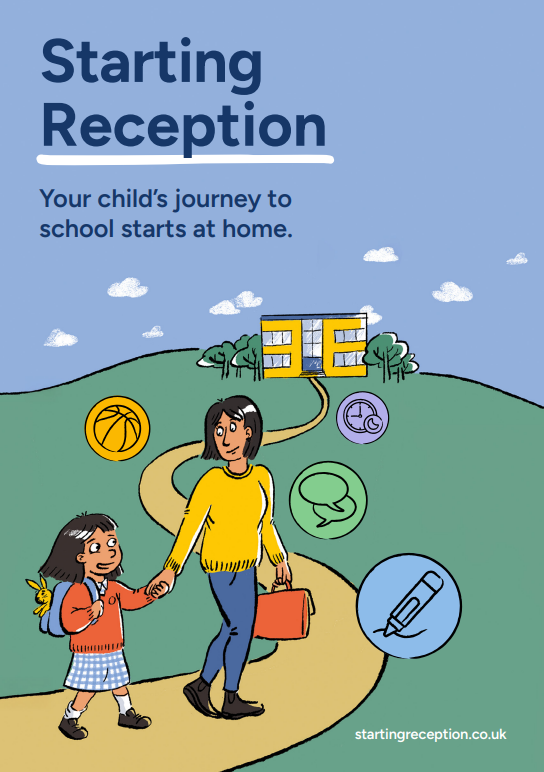 Starting
Reception
Your child’s journey to
school starts at home.
startingreception.co.uk